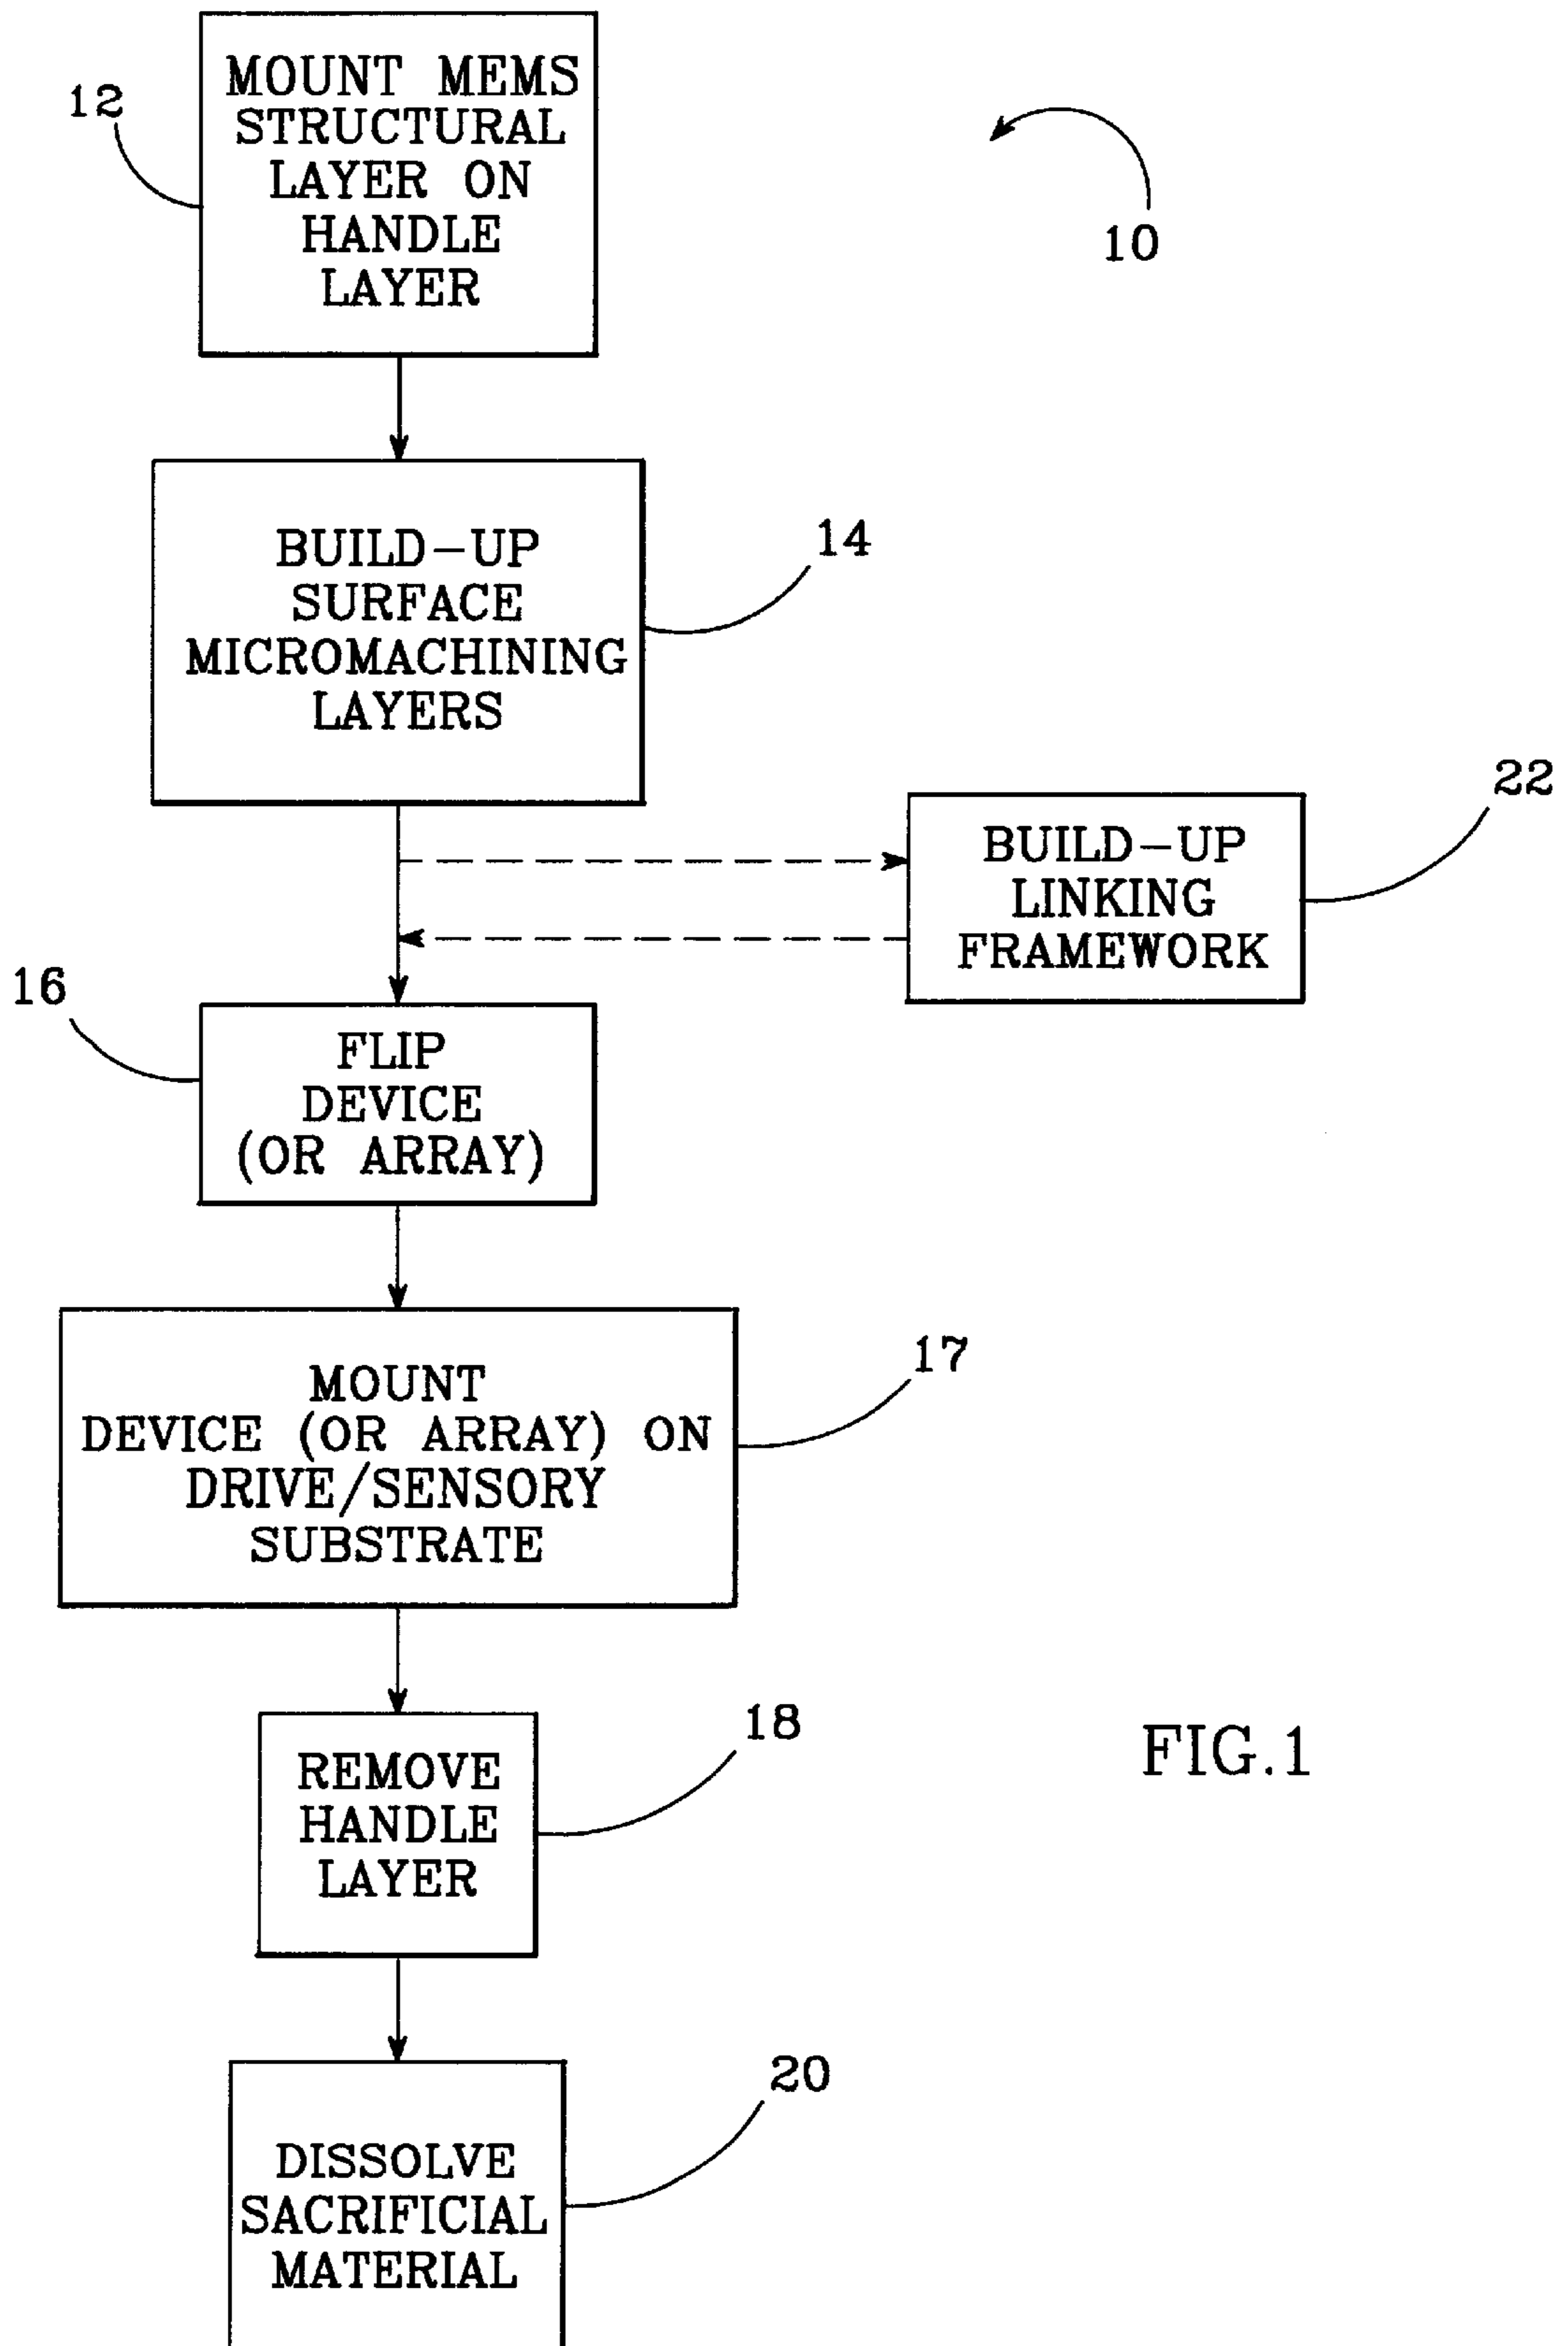 MOUNT MEMS
STRUCTURAL
LAYER ON
HANDLE
LAYER
12
10
BUILD-UP
SURFACE
MICROMACHINING
LAYERS
14
BUILD-UP
LINKING
FRAMEWORK
22
FLIP
DEVICE
(OR ARRAY)
16
MOUNT
DEVICE (OR ARRAY) ON
DRIVE/SENSORY
SUBSTRATE
17
REMOVE
HANDLE
LAYER
18
FIG.1
DISSOLVE
SACRIFICIAL
MATERIAL
20